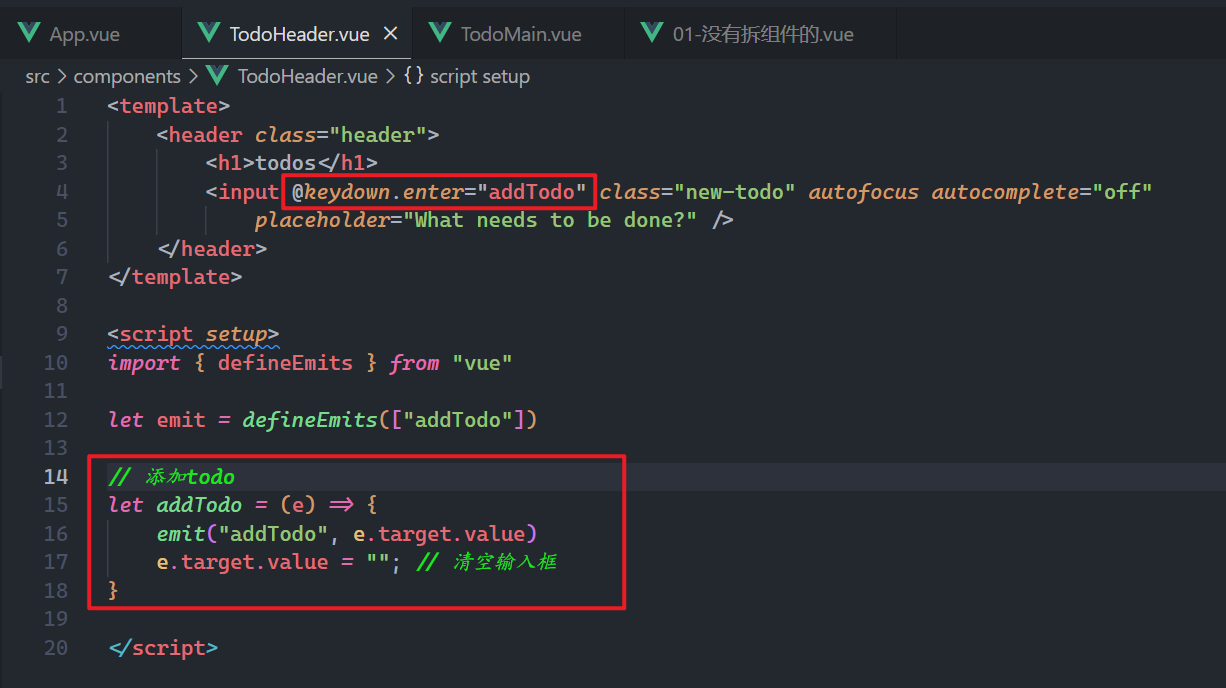 App.vue TodoHeader.vue × TodoMain.vue 01-没有拆组件的.vue
src > components > TodoHeader.vue > {} script setup
1 <template>
2 <header class="header">
3 <h1>todos</h1>
4 <input @keydown.enter="addTodo" class="new-todo" autofocus autocomplete="off"
5 placeholder="What needs to be done?" />
6 </header>
7 </template>
8
9 <script setup>
10 import { defineEmits } from "vue"
11
12 let emit = defineEmits(["addTodo"])
13
14 // 添加todo
15 let addTodo = (e) => {
16 emit("addTodo", e.target.value)
17 e.target.value = ""; // 清空输入框
18 }
19
20 </script>